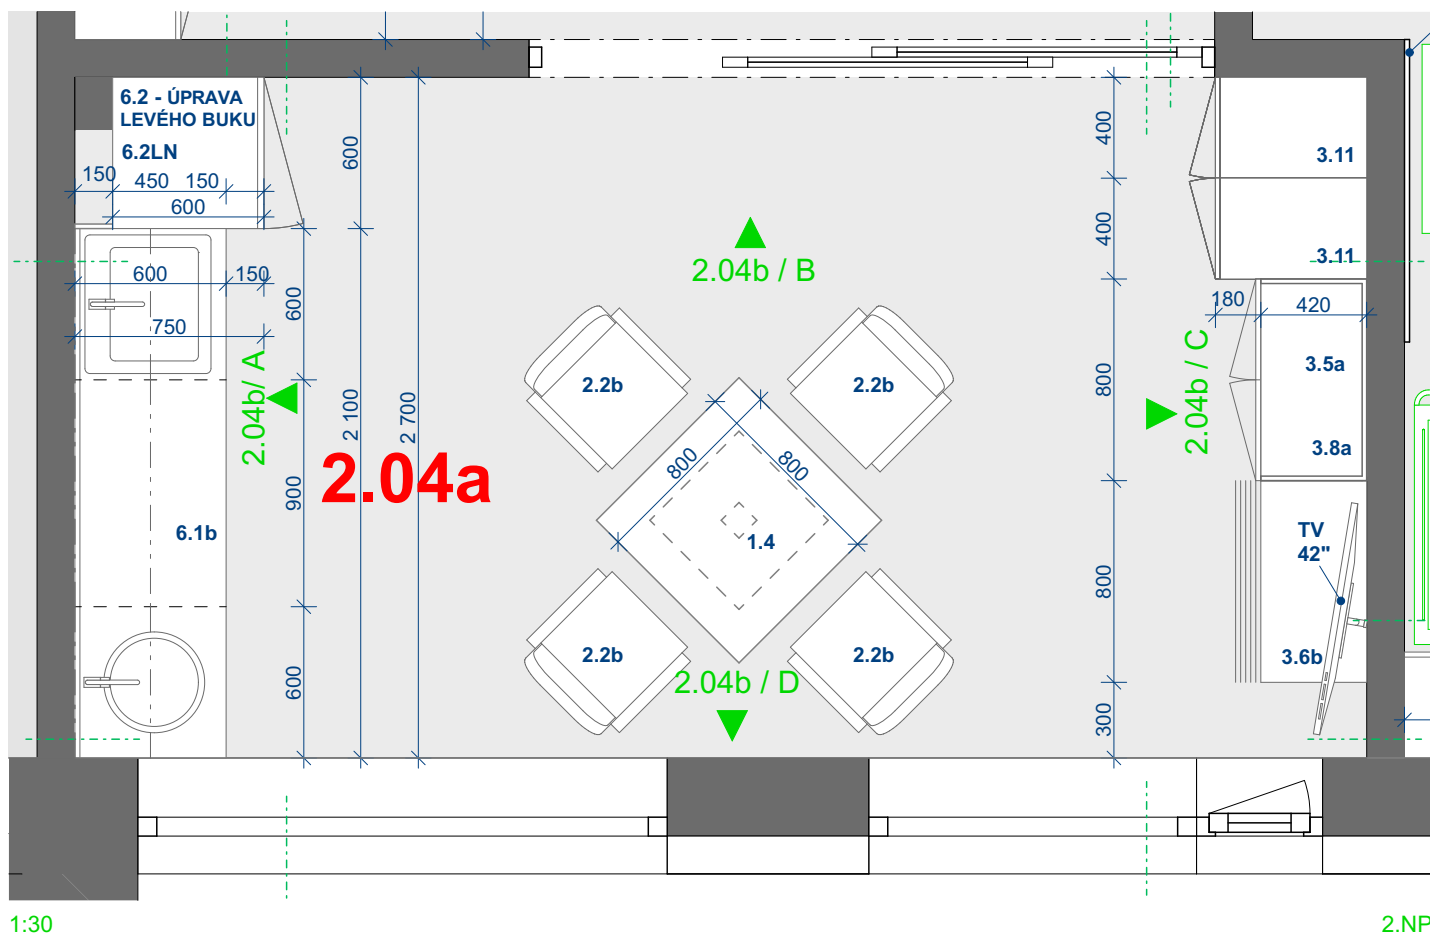 6.2 - ÚPRAVA
LEVÉHO BUKU
6.2LN
150
450
150
600
600
150
750
600
600
2 100
2 700
900
600
2.04b/ A
2.04a
6.1b
2.04b / B
2.2b
2.2b
800
800
1.4
2.2b
2.2b
2.04b / D
400
400
800
800
300
2.04b / C
3.11
3.11
180
420
3.5a
3.8a
TV
42"
3.6b
1:30
2.NP